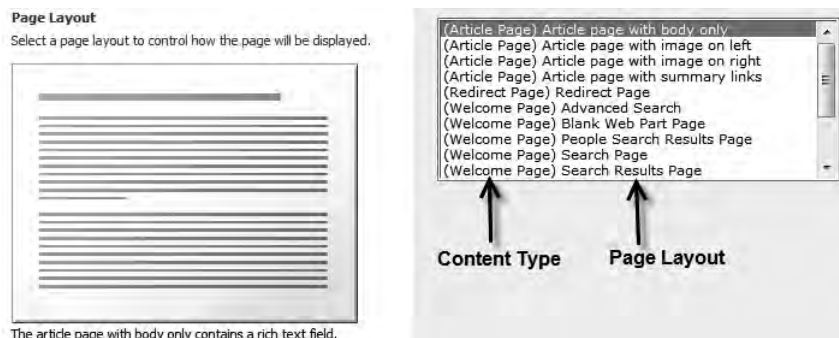 Page Layout
Select a page layout to control how the page will be displayed.
The article page with body only contains a rich text field.
(Article Page) Article page with body only
(Article Page) Article page with image on left
(Article Page) Article page with image on right
(Article Page) Article page with summary links
(Redirect Page) Redirect Page
(Welcome Page) Advanced Search
(Welcome Page) Blank Web Part Page
(Welcome Page) People Search Results Page
(Welcome Page) Search Page
(Welcome Page) Search Results Page
Content Type
Page Layout